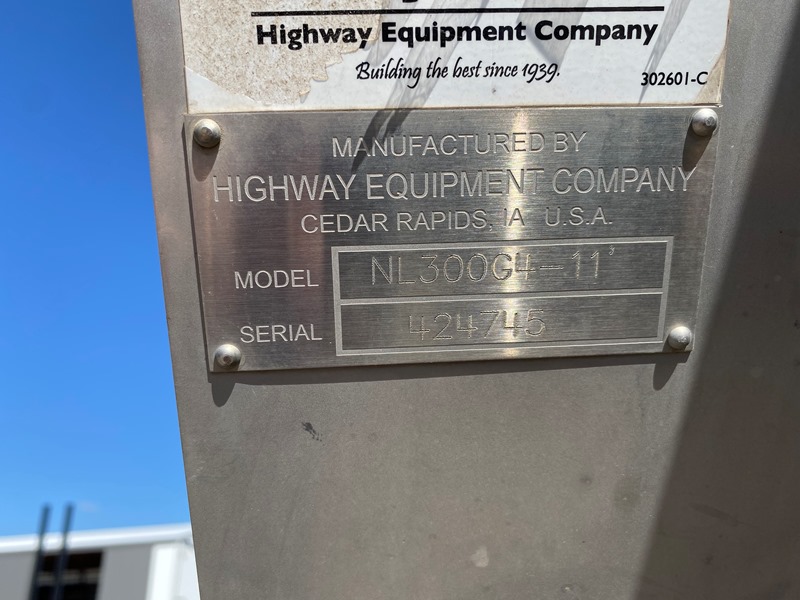 Highway Equipment Company
Building the best since 1939.
302601-C
MANUFACTURED BY
HIGHWAY EQUIPMENT COMPANY
CEDAR RAPIDS, IA U.S.A.
MODEL NL300G4-11'
SERIAL 424745